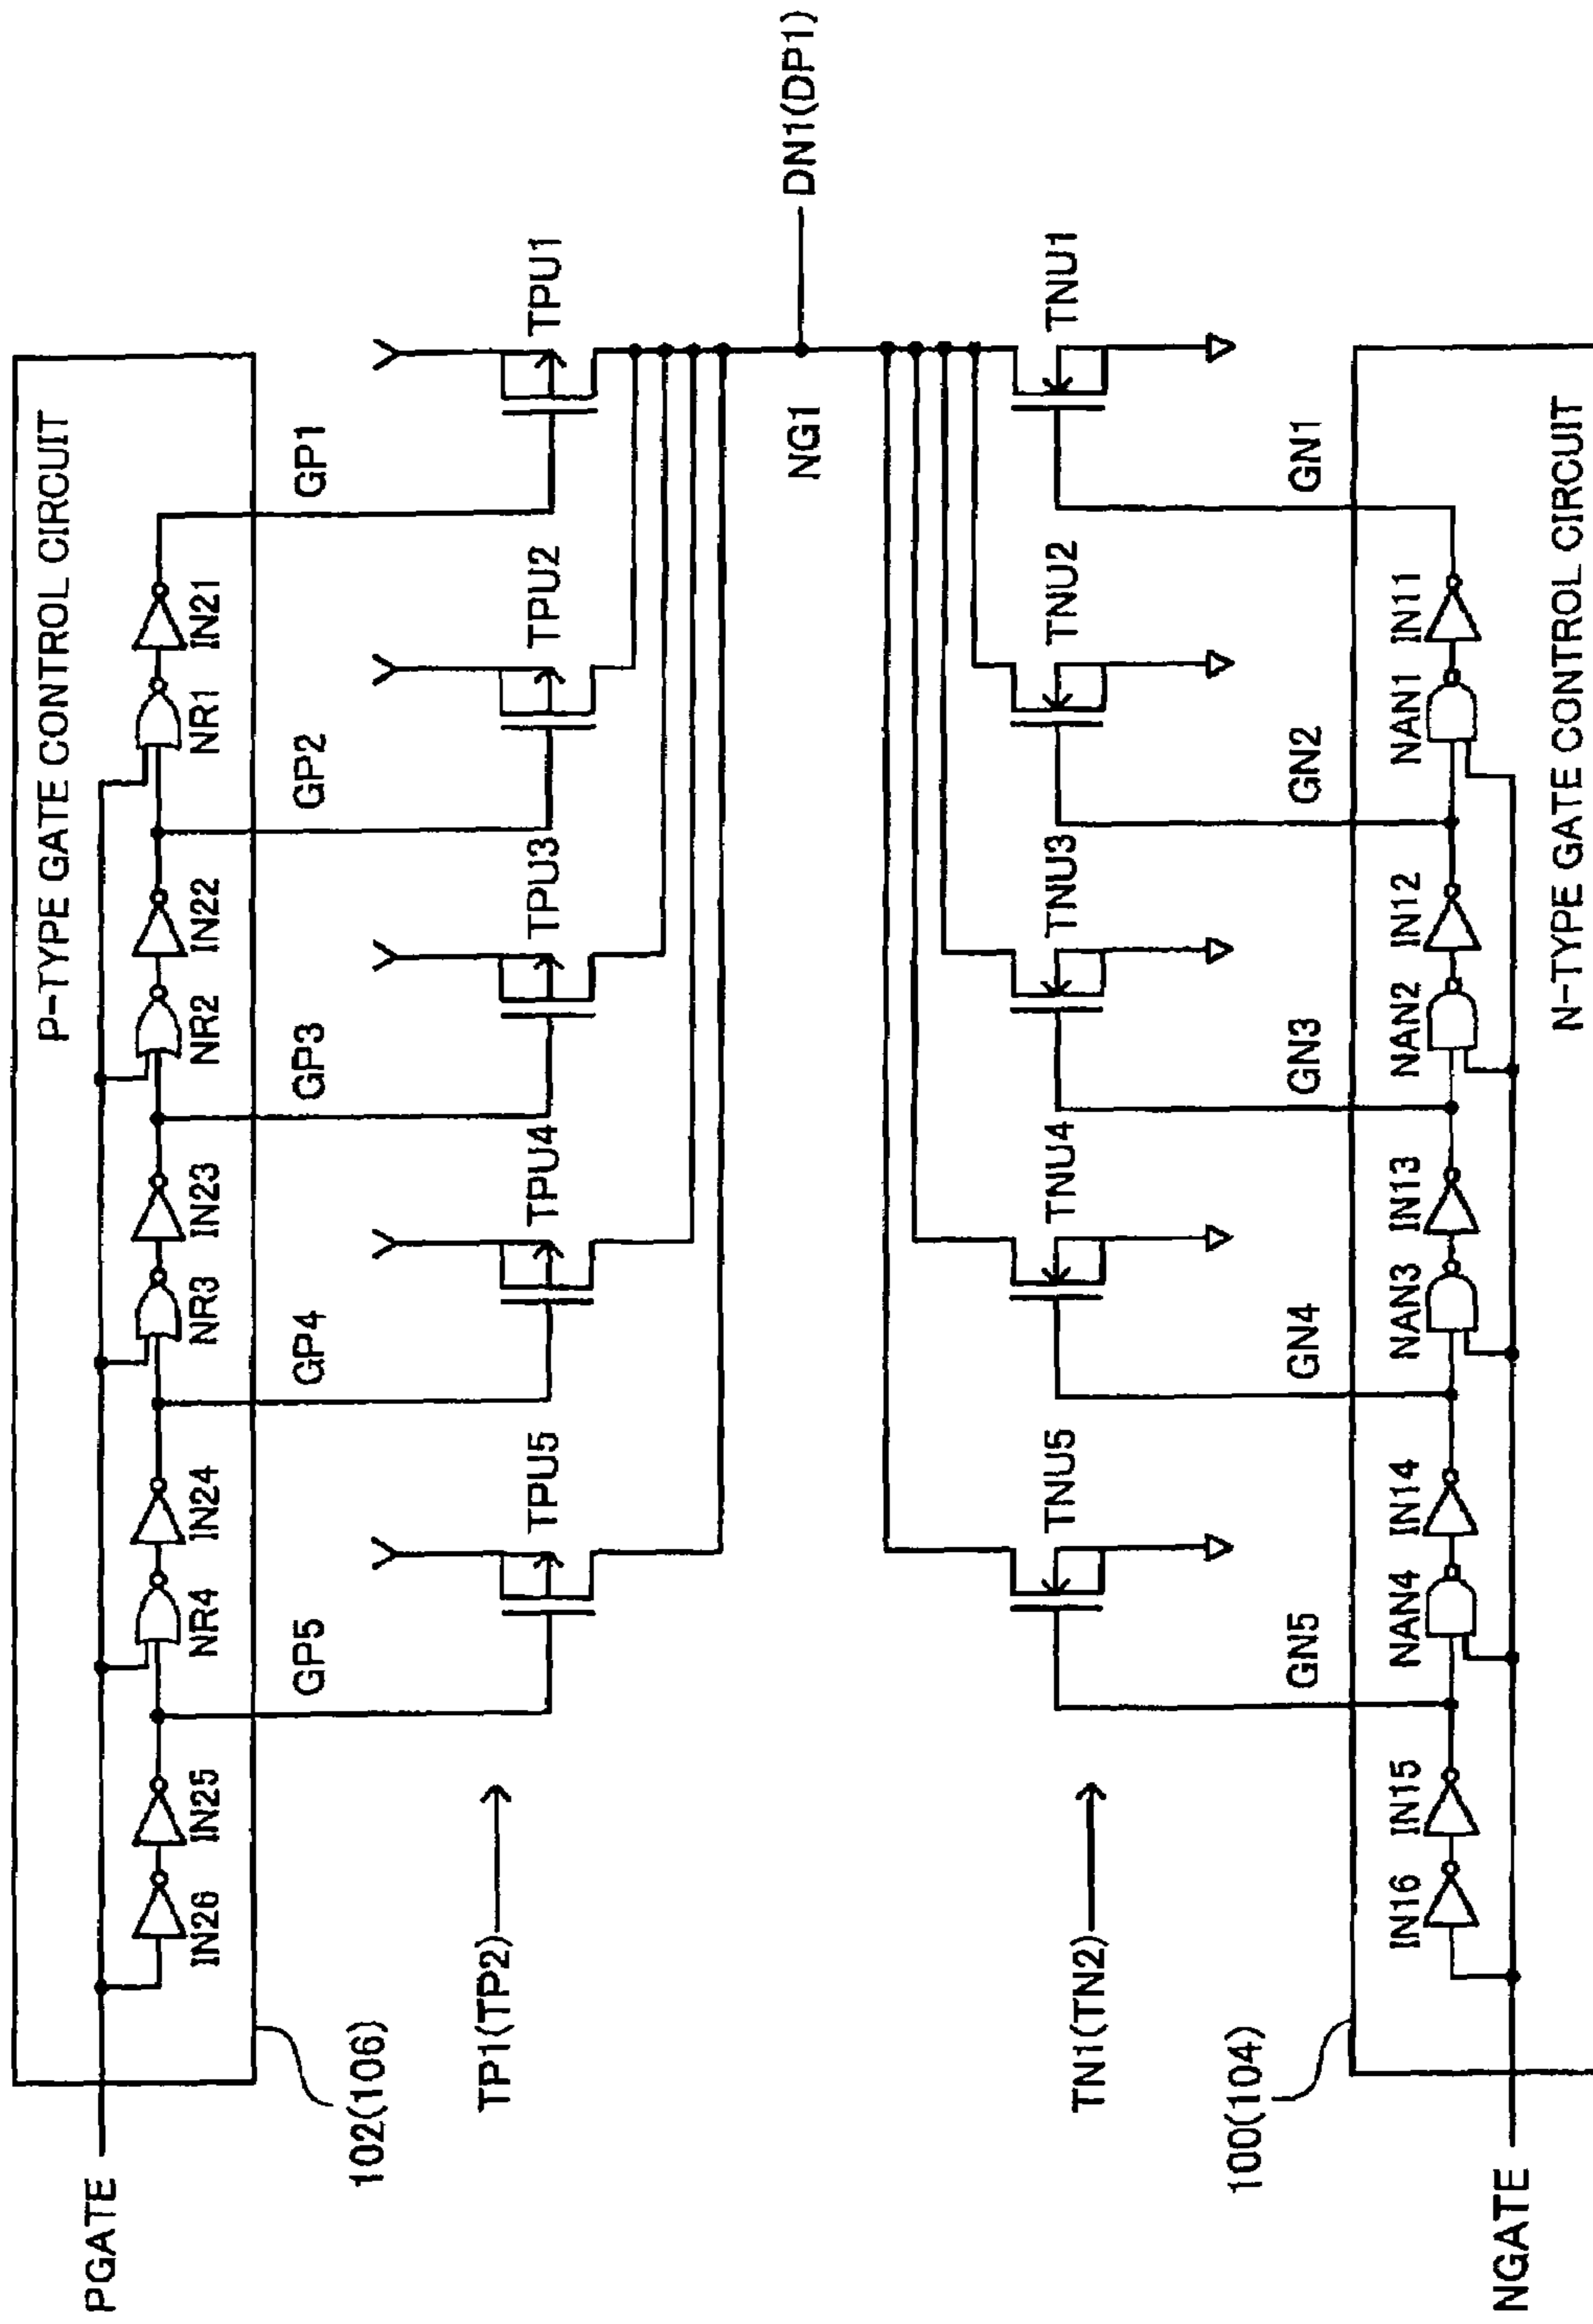 PGATE
P-TYPE GATE CONTROL CIRCUIT
IN26
IN25
NR4
IN24
NR3
IN23
NR2
IN22
NR1
IN21
102(106)
GP5
GP4
GP3
GP2
GP1
TP1(TP2)
TPU5
TPU4
TPU3
TPU2
TPU1
NG1
DN1(DP1)
TN1(TN2)
TNU5
TNU4
TNU3
TNU2
TNU1
100(104)
GN5
GN4
GN3
GN2
GN1
IN16
IN15
NAN4
IN14
NAN3
IN13
NAN2
IN12
NAN1
IN11
NGATE
N-TYPE GATE CONTROL CIRCUIT